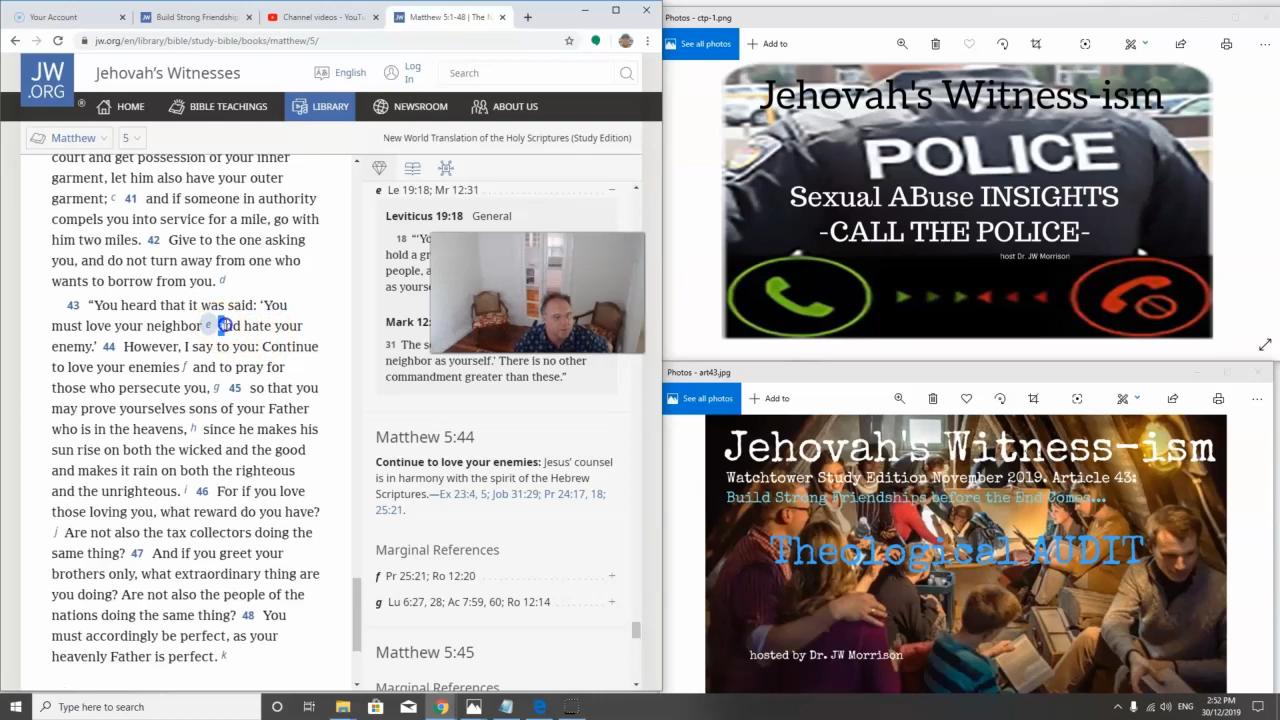 Your Account
Build Strong Friendship
Channel videos - YouT
Matthew 5:1-48 | The N
jw.org/en/library/bible/study-bible/books/matthew/5/
JW
.ORG
®
Jehovah's Witnesses
English
Log
In
Search
HOME
BIBLE TEACHINGS
LIBRARY
NEWSROOM
ABOUT US
Matthew
5
New World Translation of the Holy Scriptures (Study Edition)
court and get possession of your inner
garment, let him also have your outer
garment; c 41 and if someone in authority
compels you into service for a mile, go with
him two miles. 42 Give to the one asking
you, and do not turn away from one who
wants to borrow from you. d
43 “You heard that it was said: ‘You
must love your neighbor e and hate your
enemy.’ 44 However, I say to you: Continue
to love your enemies f and to pray for
those who persecute you, g 45 so that you
may prove yourselves sons of your Father
who is in the heavens, h since he makes his
sun rise on both the wicked and the good
and makes it rain on both the righteous
and the unrighteous. i 46 For if you love
those loving you, what reward do you have?
j Are not also the tax collectors doing the
same thing? 47 And if you greet your
brothers only, what extraordinary thing are
you doing? Are not also the people of the
nations doing the same thing? 48 You
must accordingly be perfect, as your
heavenly Father is perfect. k
e Le 19:18; Mr 12:31
Leviticus 19:18 General
18 “‘Yo
hold a gr
people, a
as yourse
Mark 12:
31 The se
neighbor as yourself.’ There is no other
commandment greater than these.”
Matthew 5:44
Continue to love your enemies: Jesus’ counsel
is in harmony with the spirit of the Hebrew
Scriptures.—Ex 23:4, 5; Job 31:29; Pr 24:17, 18;
25:21.
Marginal References
f Pr 25:21; Ro 12:20
g Lu 6:27, 28; Ac 7:59, 60; Ro 12:14
Matthew 5:45
Marginal References
Photos - ctp-1.png
See all photos
Add to
Jehovah's Witness-ism
POLICE
Sexual ABuse INSIGHTS
-CALL THE POLICE-
host Dr. JW Morrison
Photos - art43.jpg
See all photos
Add to
Jehovah's Witness-ism
Watchtower Study Edition November 2019. Article 43:
Build Strong Friendships before the End Comes...
Theological AUDIT
hosted by Dr. JW Morrison
Type here to search
ENG
2:52 PM
30/12/2019